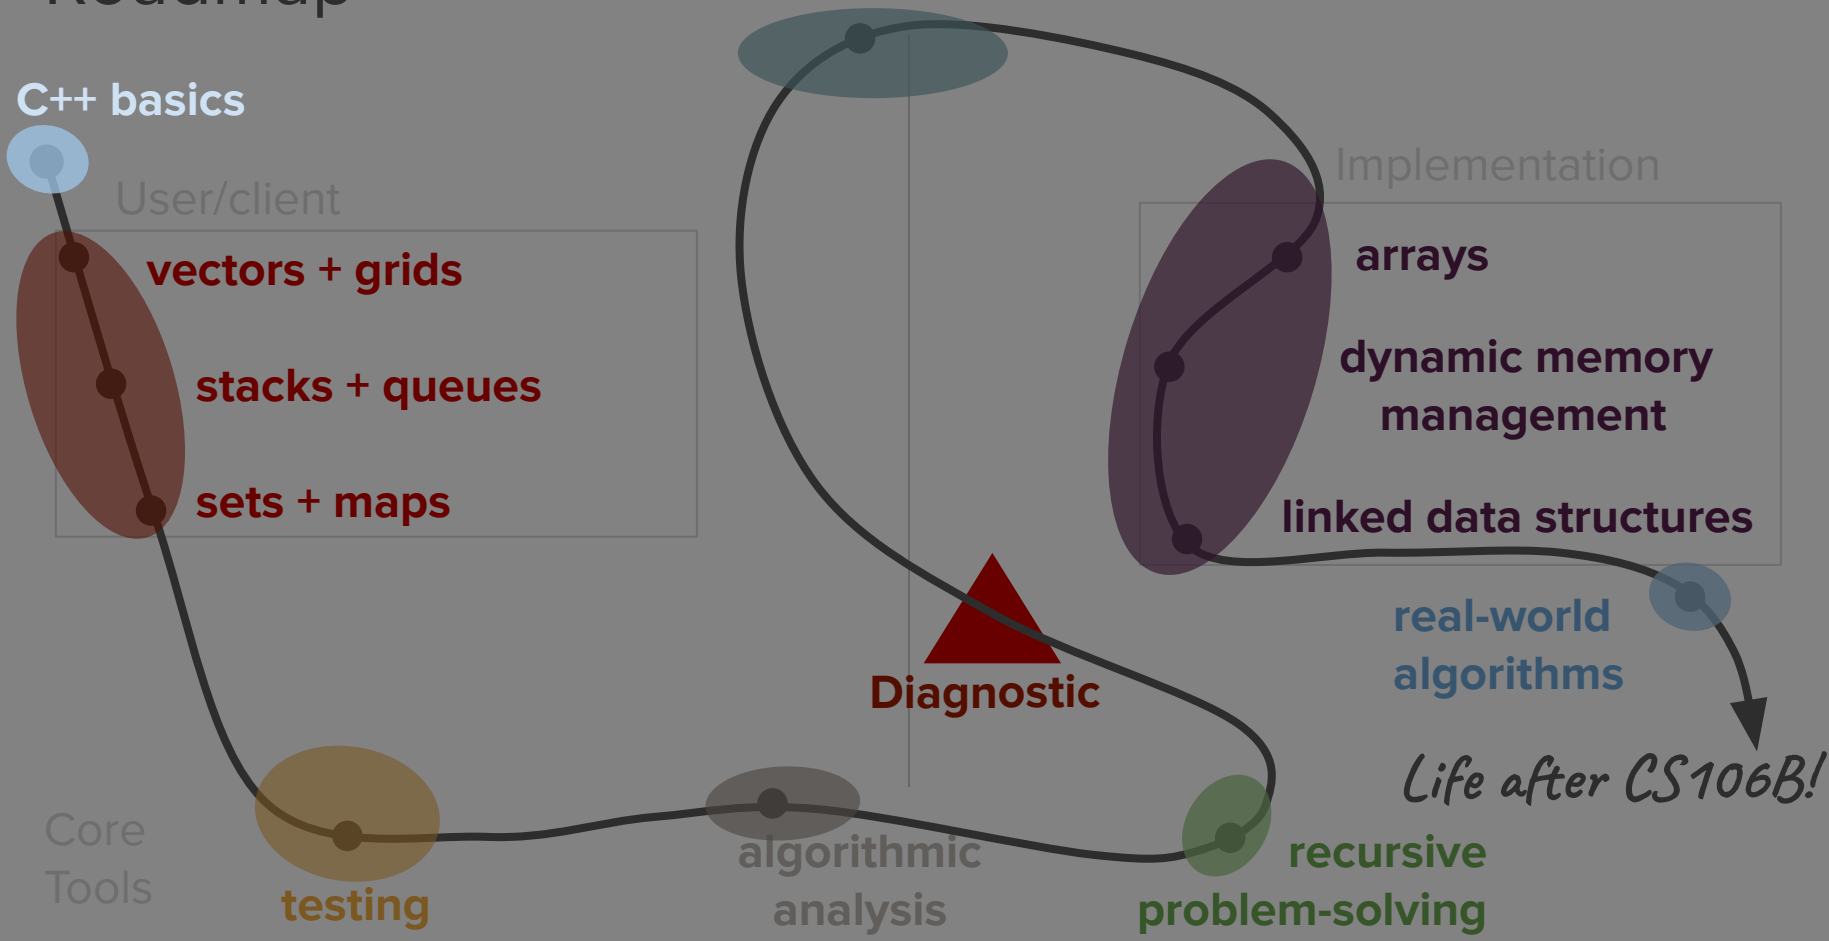 Roadmap
C++ basics
User/client
vectors + grids
stacks + queues
sets + maps
Core
Tools
testing
algorithmic
analysis
recursive
problem-solving
Diagnostic
Implementation
arrays
dynamic memory
management
linked data structures
real-world
algorithms
Life after CS106B!